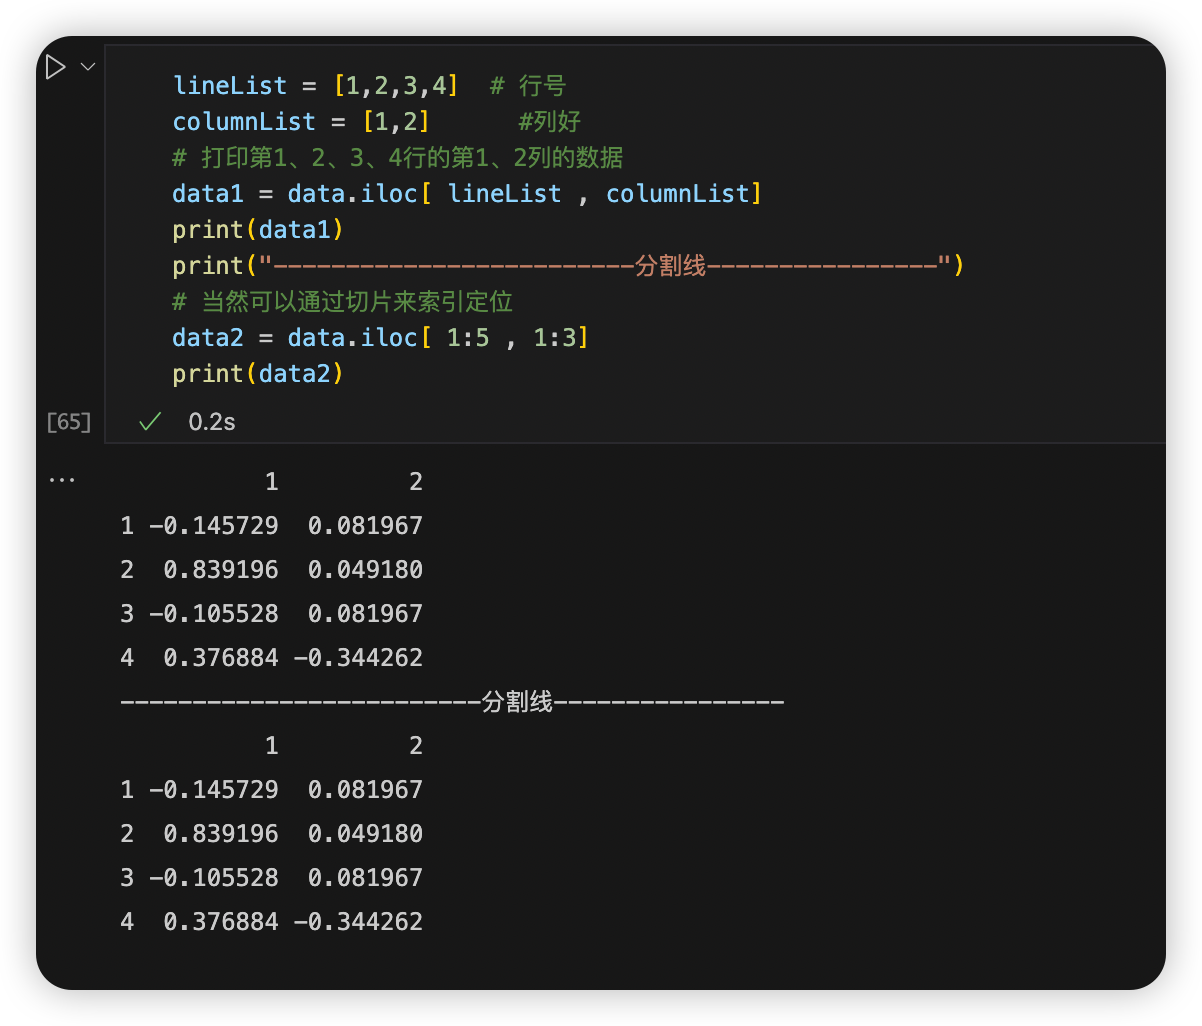 lineList = [1,2,3,4]  # 行号
columnList = [1,2]      #列好
# 打印第1、2、3、4行的第1、2列的数据
data1 = data.iloc[ lineList , columnList]
print(data1)
print("-------------------------分割线----------------")
# 当然可以通过切片来索引定位
data2 = data.iloc[ 1:5 , 1:3]
print(data2)
[65]  0.2s
...
          1         2
1 -0.145729  0.081967
2  0.839196  0.049180
3 -0.105528  0.081967
4  0.376884 -0.344262
-------------------------分割线----------------
          1         2
1 -0.145729  0.081967
2  0.839196  0.049180
3 -0.105528  0.081967
4  0.376884 -0.344262